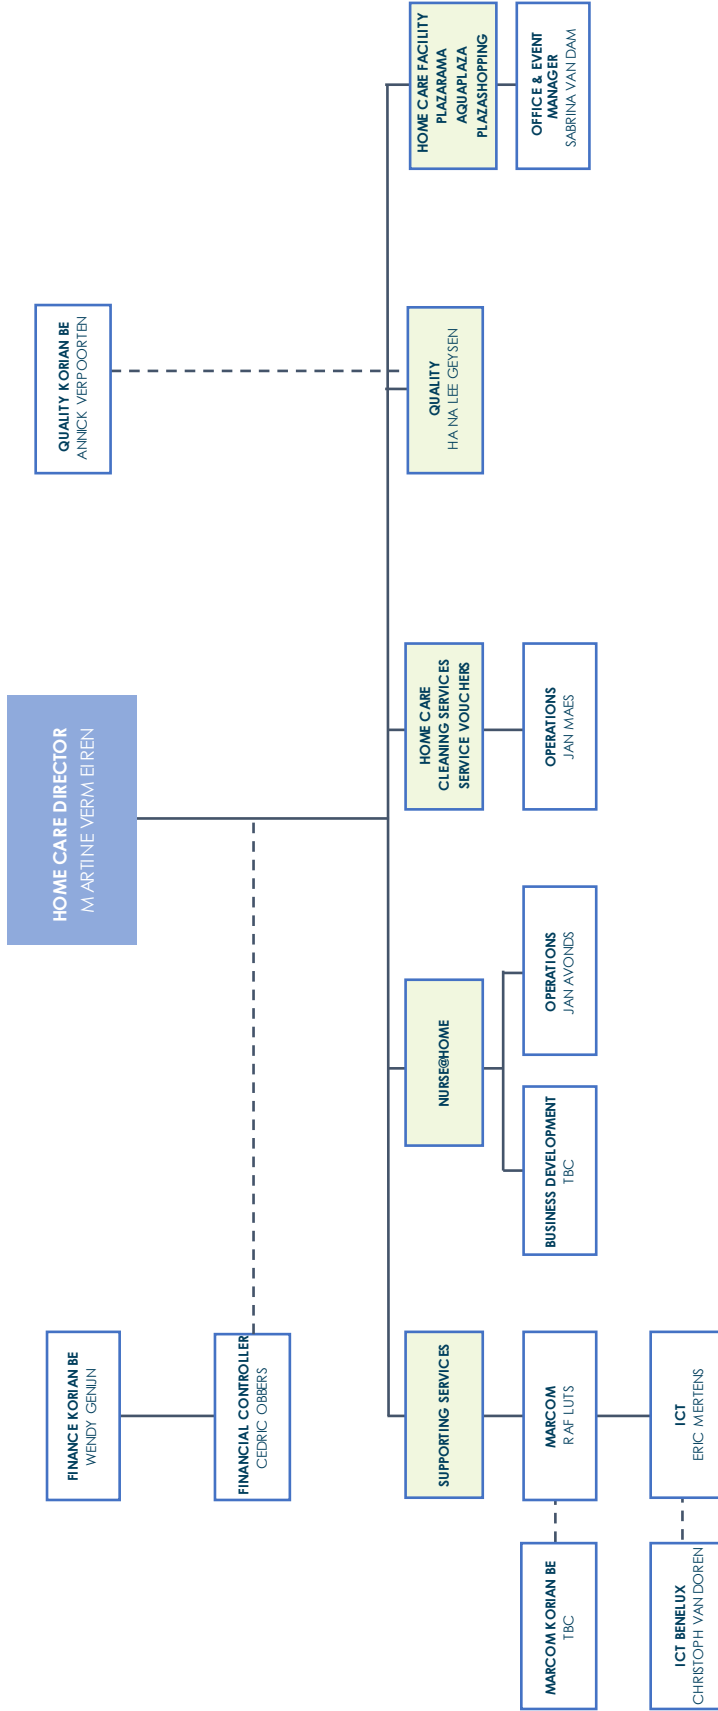 HOME CARE DIRECTOR
MARTINE VERMEIREN
FINANCE KORIAN BE
WENDY GENIJN
QUALITY KORIAN BE
ANNICK VERPOORTEN
FINANCIAL CONTROLLER
CEDRIC OBBERS
SUPPORTING SERVICES
NURSE@HOME
HOME CARE
CLEANING SERVICES
SERVICE VOUCHERS
QUALITY
HANA LEE GEYSEN
HOME CARE FACILITY
PLAZARAMA
AQUAPLAZA
PLAZASHOPPING
MARCOM KORIAN BE
TBC
MARCOM
RAF LUTS
BUSINESS DEVELOPMENT
TBC
OPERATIONS
JAN AVONDS
OPERATIONS
JAN MAES
OFFICE & EVENT
MANAGER
SABRINA VAN DAM
ICT BENELUX
CHRISTOPH VAN DOREN
ICT
ERIC MERTENS